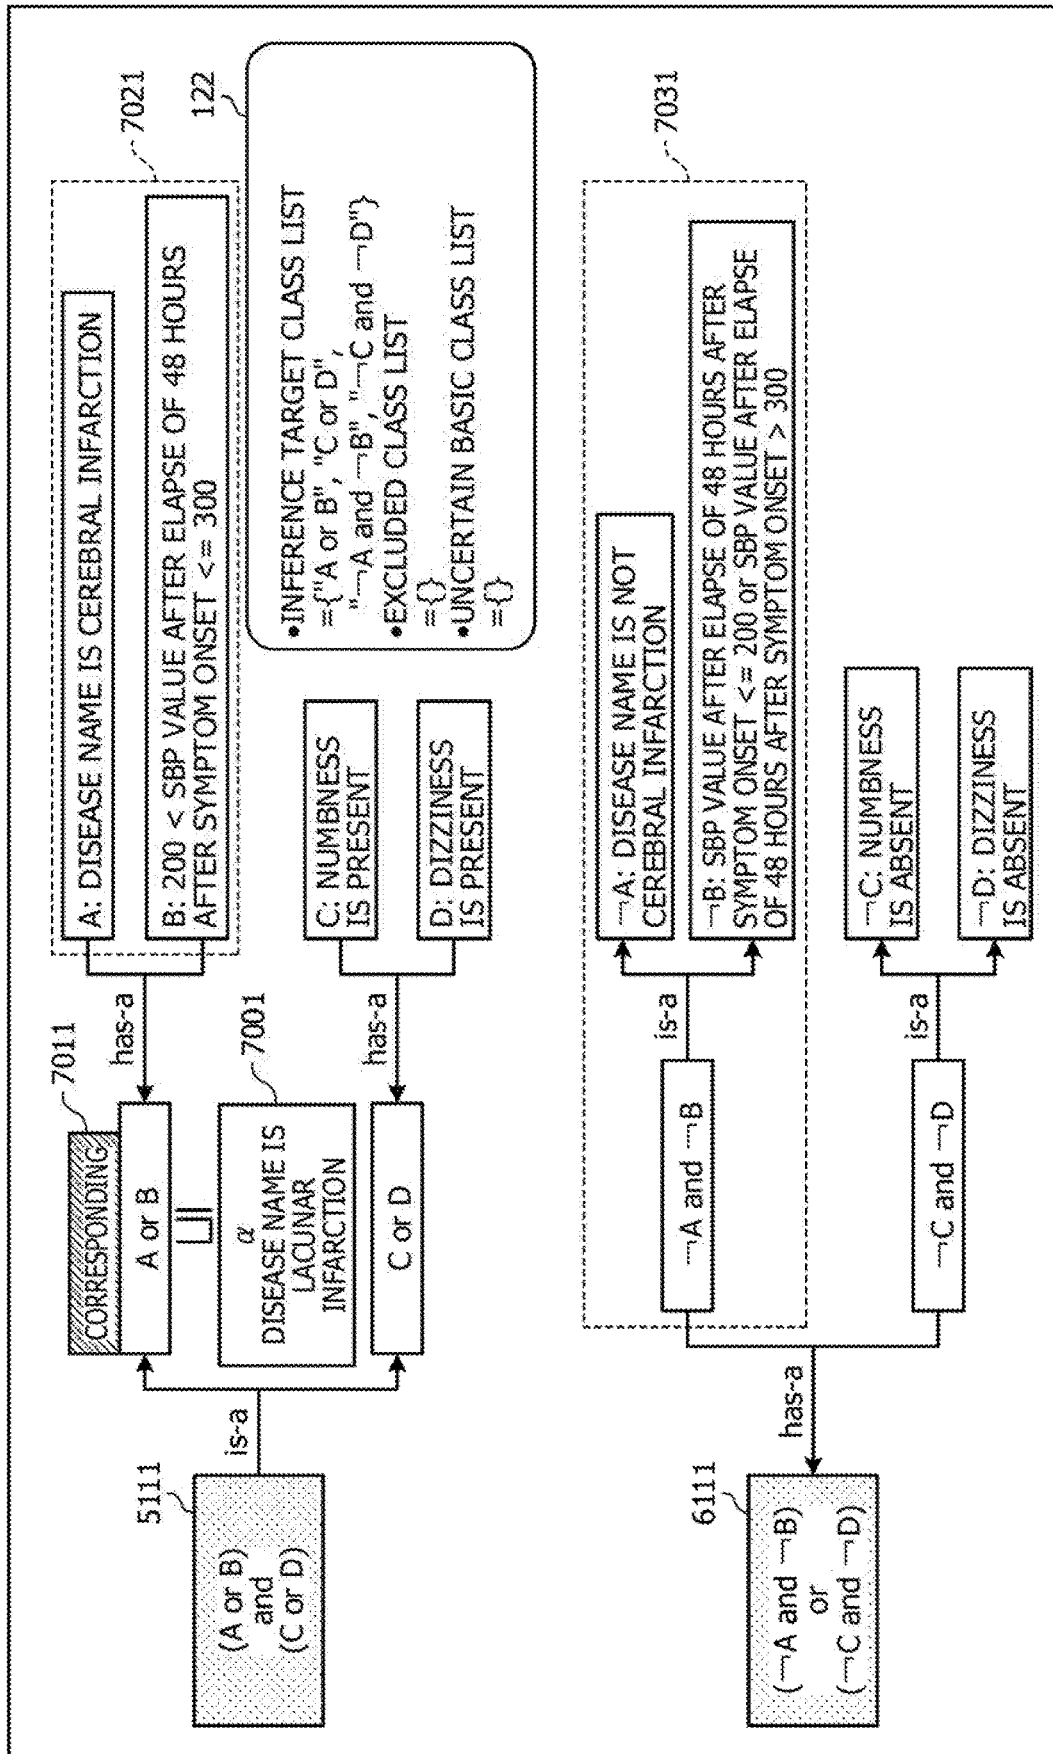 5111
(A or B)
and
(C or D)
is-a
7011
CORRESPONDING
A or B
α
DISEASE NAME IS
LACUNAR
INFARCTION
7001
C or D
has-a
has-a
A: DISEASE NAME IS CEREBRAL INFARCTION
B: 200 < SBP VALUE AFTER ELAPSE OF 48 HOURS
AFTER SYMPTOM ONSET <= 300
7021
C: NUMBNESS
IS PRESENT
D: DIZZINESS
IS PRESENT
122
•INFERENCE TARGET CLASS LIST
={"A or B", "C or D",
"¬A and ¬B", "¬C and ¬D"}
•EXCLUDED CLASS LIST
={}
•UNCERTAIN BASIC CLASS LIST
={}
6111
(¬A and ¬B)
or
(¬C and ¬D)
has-a
¬A and ¬B
is-a
¬A: DISEASE NAME IS NOT
CEREBRAL INFARCTION
¬B: SBP VALUE AFTER ELAPSE OF 48 HOURS AFTER
SYMPTOM ONSET <= 200 or SBP VALUE AFTER ELAPSE
OF 48 HOURS AFTER SYMPTOM ONSET > 300
7031
¬C and ¬D
is-a
¬C: NUMBNESS
IS ABSENT
¬D: DIZZINESS
IS ABSENT